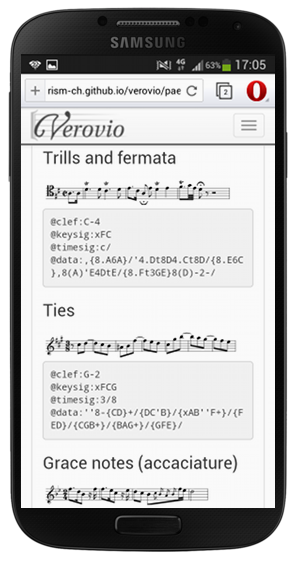 SAMSUNG
4G 63% 17:05
+ rism-ch.github.io/verovio/pae 2
Verovio
Trills and fermata
@clef:C-4
@keysig:xFC
@timesig:c/
@data:,{8.A6A}/'4.Dt8D4.Ct8D/{8.E6C
},8(A)'E4DtE/{8.Ft3GE}8(D)-2-/
Ties
@clef:G-2
@keysig:xFCG
@timesig:3/8
@data:''8-{CD}+/{DC'B}/{xAB''F+}/{F
ED}/{CGB+}/{BAG+}/{GFE}/
Grace notes (accaciature)